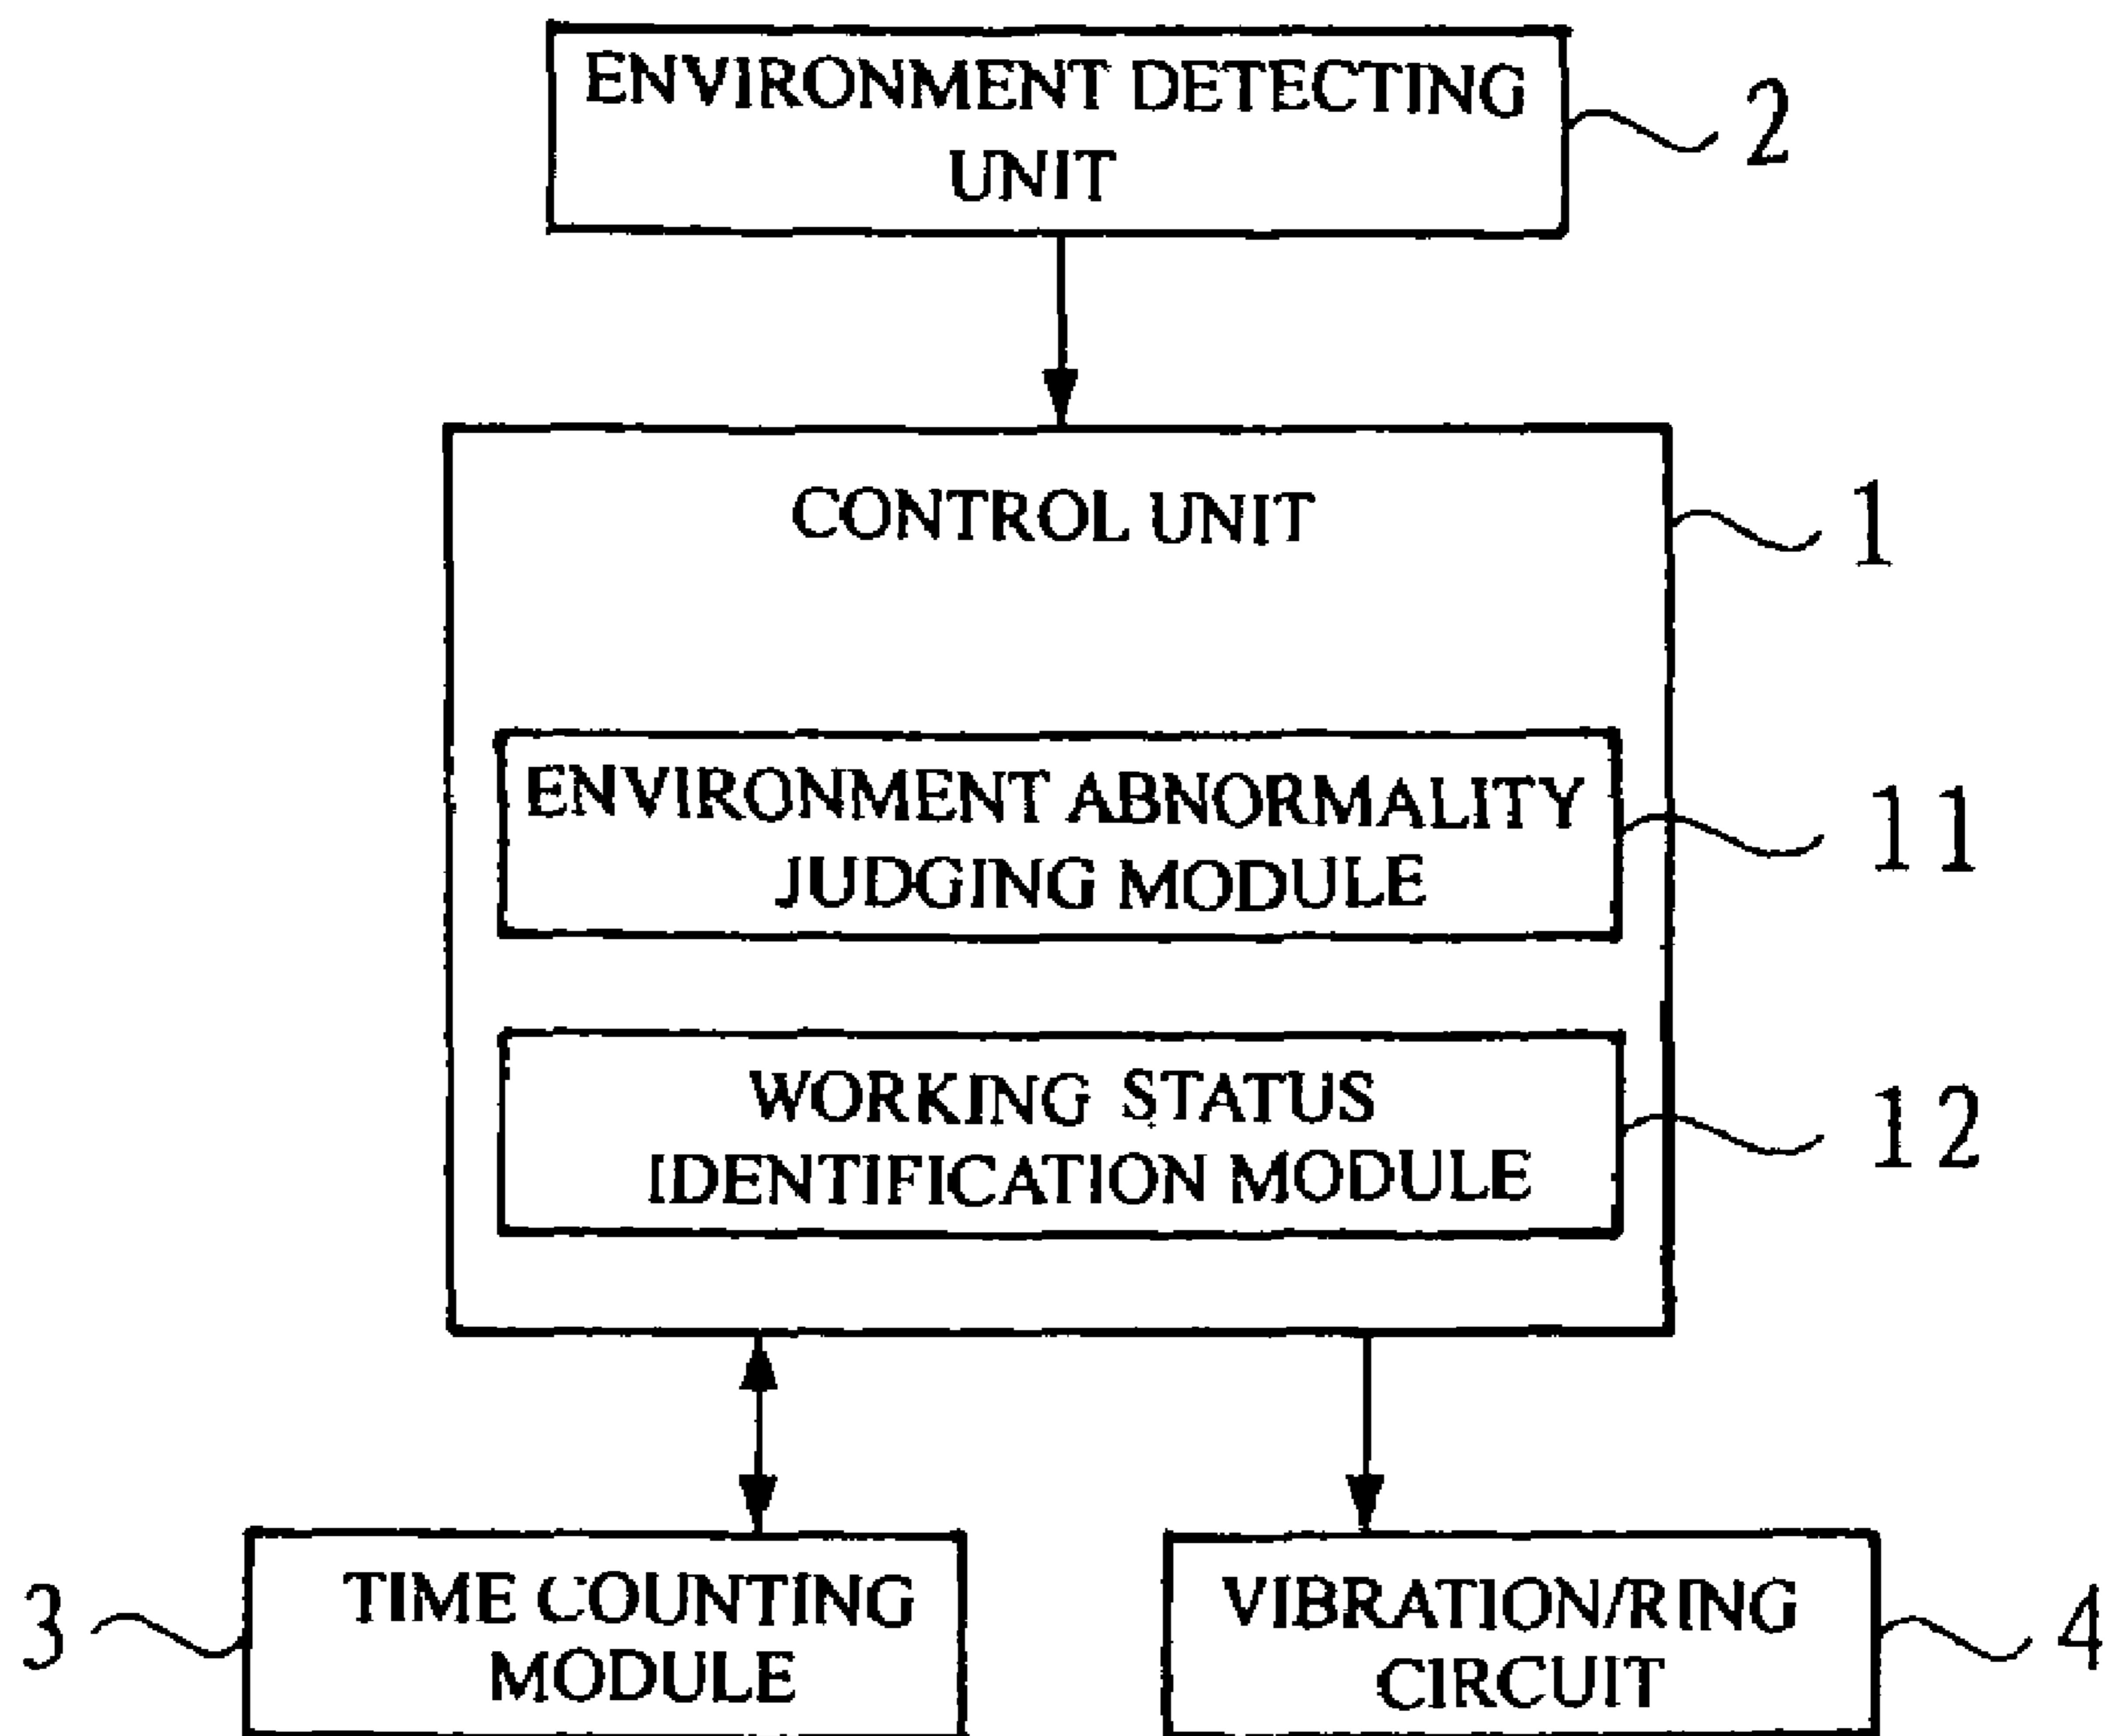 ENVIRONMENT DETECTING
UNIT
2
CONTROL UNIT
1
ENVIRONMENT ABNORMALITY
JUDGING MODULE
11
WORKING STATUS
IDENTIFICATION MODULE
12
3
TIME COUNTING
MODULE
VIBRATION/RING
CIRCUIT
4